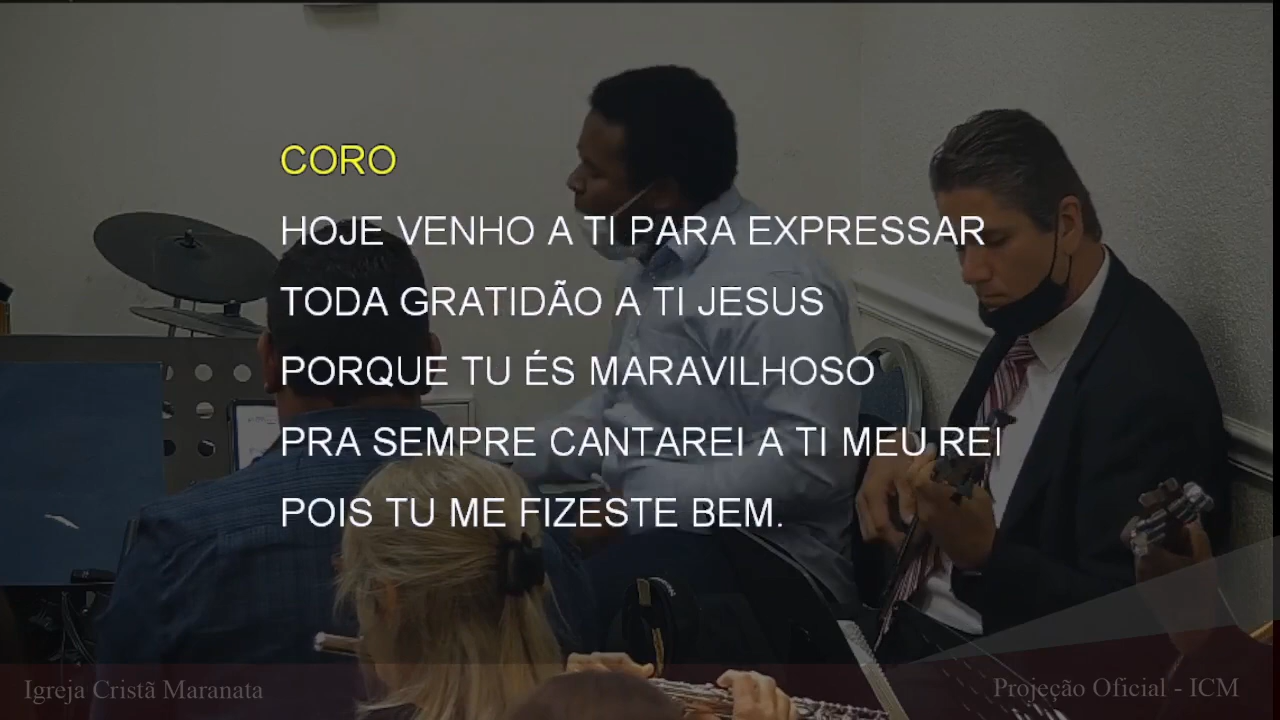 CORO
HOJE VENHO A TI PARA EXPRESSAR
TODA GRATIDÃO A TI JESUS
PORQUE TU ÉS MARAVILHOSO
PRA SEMPRE CANTAREI A TI MEU REI
POIS TU ME FIZESTE BEM.
Igreja Cristã Maranata
Projeção Oficial - ICM